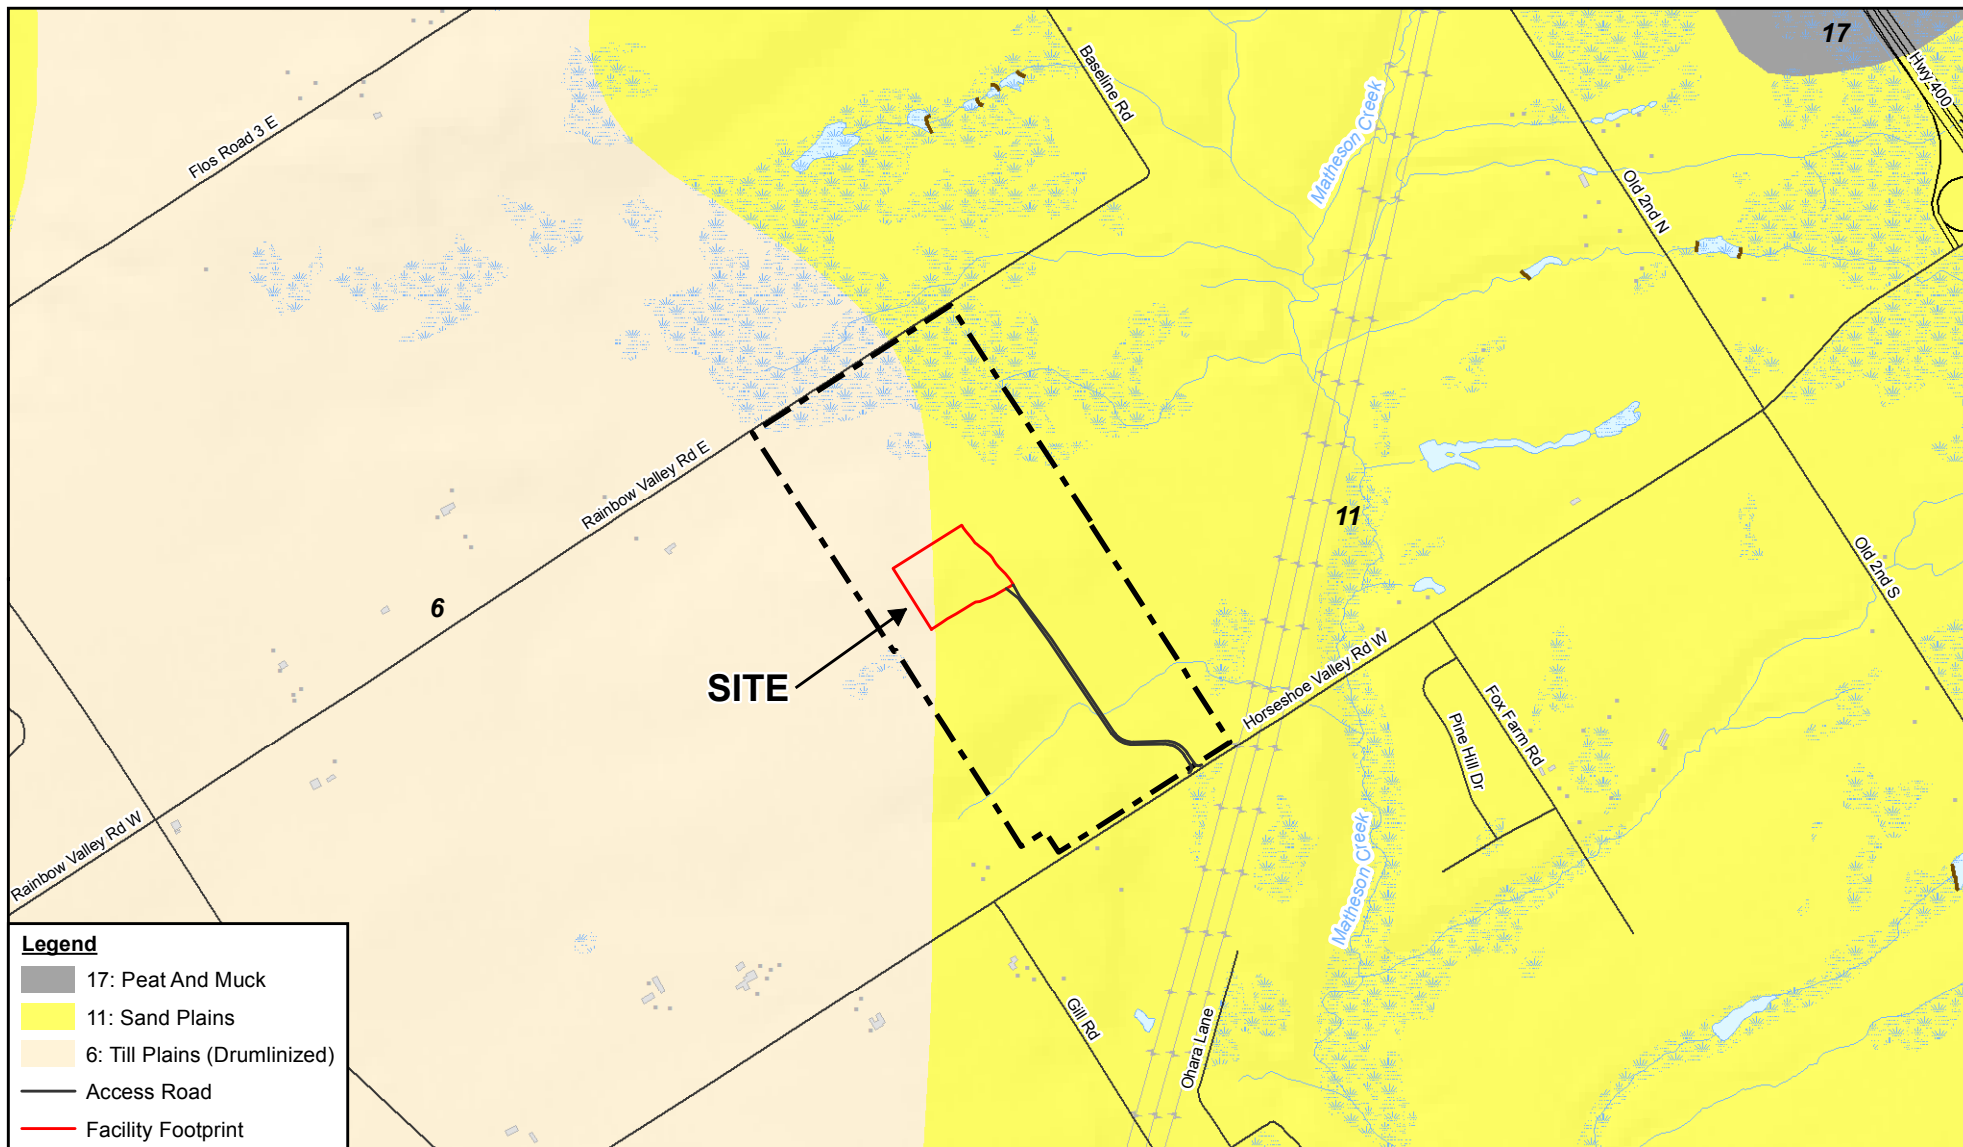 17
Hwy 400
Baseline Rd
Matheson Creek
Flos Road 3 E
Old 2nd N
Rainbow Valley Rd E
11
Old 2nd S
6
SITE
Horseshoe Valley Rd W
Fox Farm Rd
Pine Hill Dr
Rainbow Valley Rd W
Matheson Creek
Gill Rd
Ohara Lane
Legend
17: Peat And Muck
11: Sand Plains
6: Till Plains (Drumlinized)
Access Road
Facility Footprint